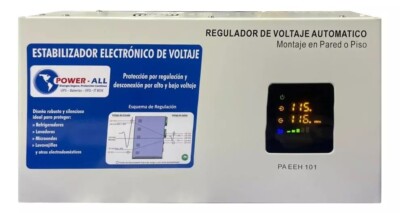 REGULADOR DE VOLTAJE AUTOMATICO
Montaje en Pared o Piso
ESTABILIZADOR ELECTRÓNICO DE VOLTAJE
POWER - ALL
Protección por regulación y
desconexión por alto y bajo voltaje
Diseño robusto y silencioso
ideal para proteger:
• Refrigeradores
• Lavadoras
• Microondas
• Lavavajillas
y otros electrodomésticos
Esquema de Regulación
115
116
PA EEH 101